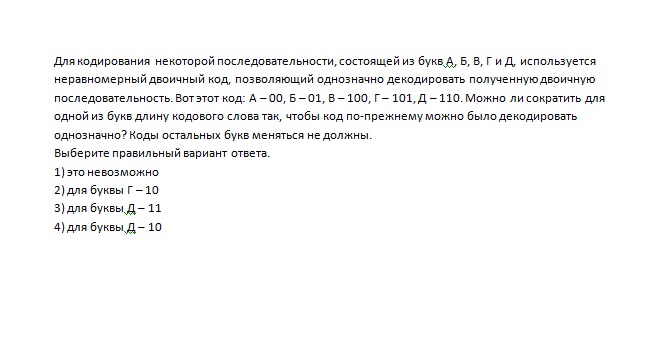 Для кодирования некоторой последовательности, состоящей из букв А, Б, В, Г и Д, используется
неравномерный двоичный код, позволяющий однозначно декодировать полученную двоичную
последовательность. Вот этот код: А – 00, Б – 01, В – 100, Г – 101, Д – 110. Можно ли сократить для
одной из букв длину кодового слова так, чтобы код по-прежнему можно было декодировать
однозначно? Коды остальных букв меняться не должны.
Выберите правильный вариант ответа.
1) это невозможно
2) для буквы Г – 10
3) для буквы Д – 11
4) для буквы Д – 10